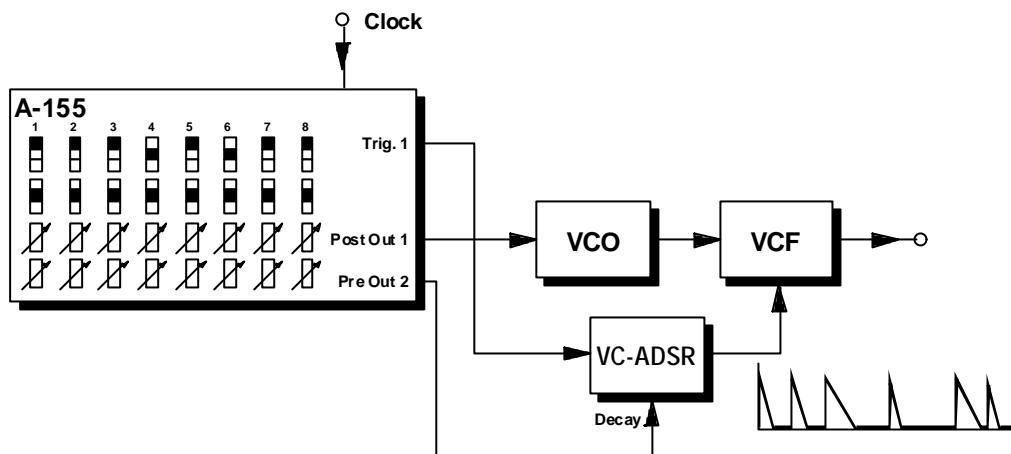 Clock
A-155
1 2 3 4 5 6 7 8
Trig. 1
Post Out 1
Pre Out 2
VCO
VCF
VC-ADSR
Decay